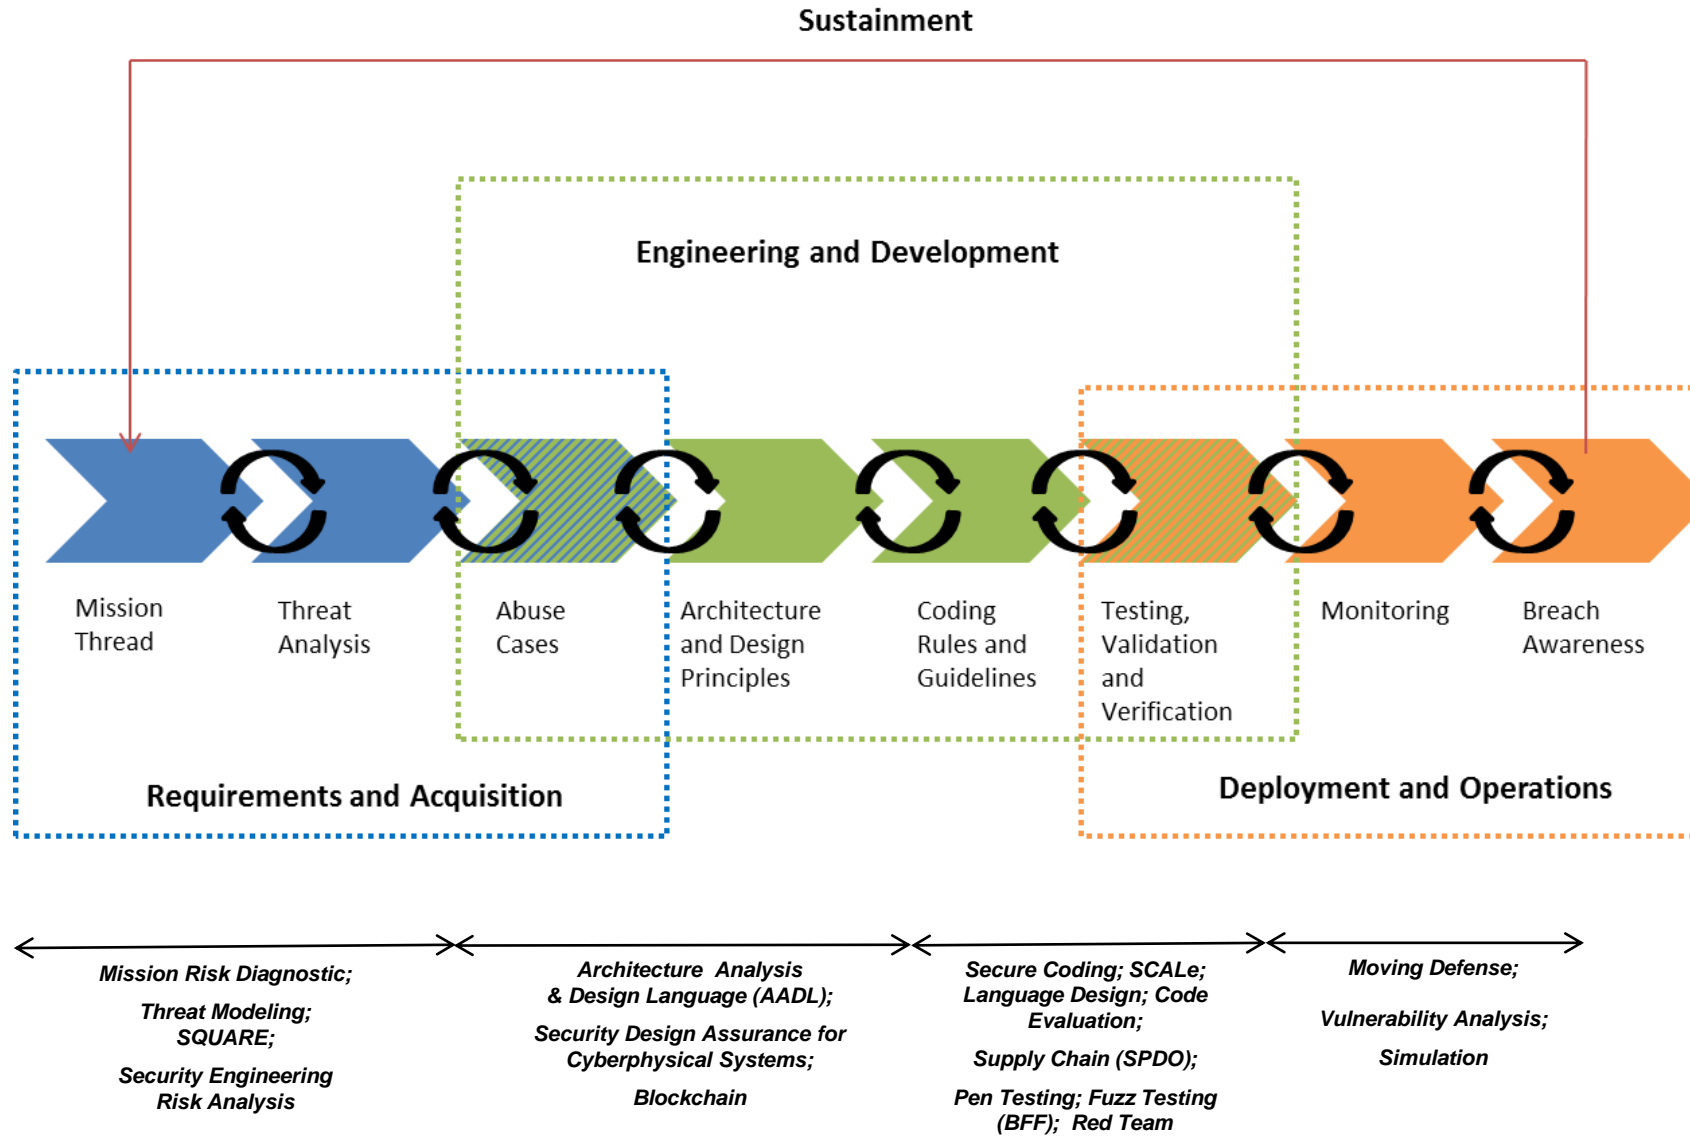 Sustainment
Engineering and Development
Mission
Thread
Threat
Analysis
Abuse
Cases
Architecture
and Design
Principles
Coding
Rules and
Guidelines
Testing,
Validation
and
Verification
Monitoring
Breach
Awareness
Requirements and Acquisition
Deployment and Operations
Mission Risk Diagnostic;
Threat Modeling;
SQUARE;
Security Engineering
Risk Analysis
Architecture Analysis
& Design Language (AADL);
Security Design Assurance for
Cyberphysical Systems;
Blockchain
Secure Coding; SCALe;
Language Design; Code
Evaluation;
Supply Chain (SPDO);
Pen Testing; Fuzz Testing
(BFF); Red Team
Moving Defense;
Vulnerability Analysis;
Simulation